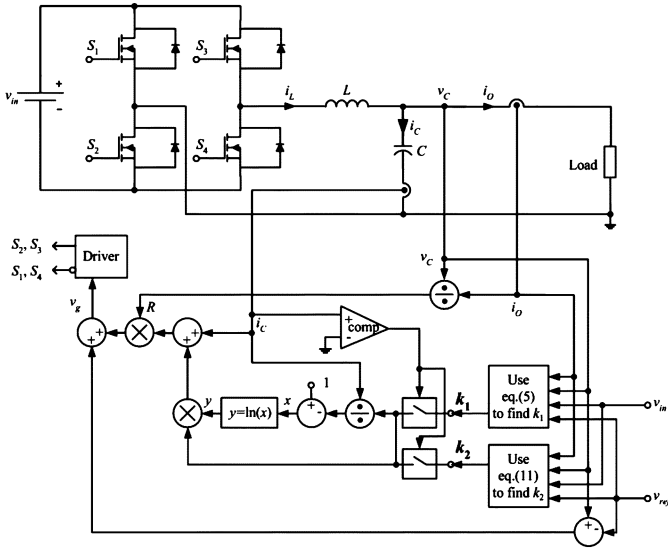 S1
S3
vin
+
-
S2
S4
iL
L
vC
iO
iC
C
Load
S2, S3
S1, S4
Driver
vg
R
vC
÷
iO
+
+
×
+
+
iC
+
-
comp
1
×
y
y=ln(x)
x
+
-
÷
k1
k2
Use
eq.(5)
to find k1
Use
eq.(11)
to find k2
vin
+
-